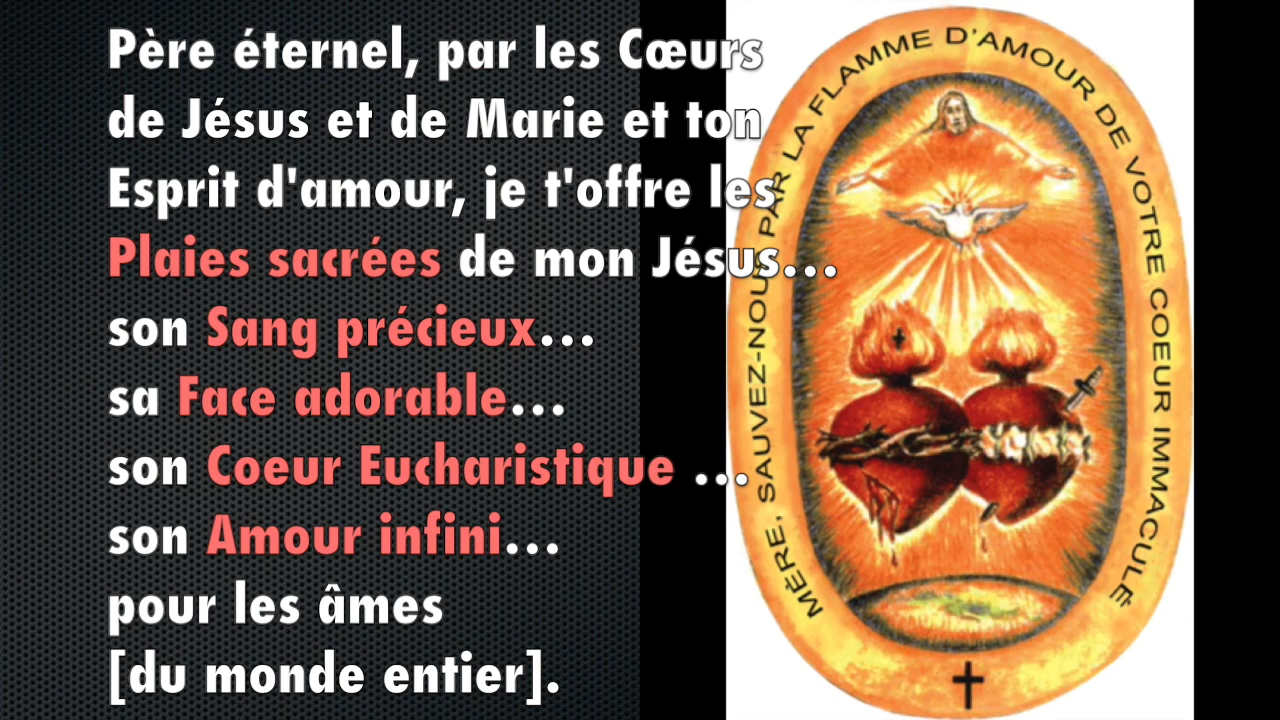 Père éternel, par les Cœurs
de Jésus et de Marie et ton
Esprit d'amour, je t'offre les
Plaies sacrées de mon Jésus...
son Sang précieux...
sa Face adorable...
son Coeur Eucharistique ...
son Amour infini...
pour les âmes
[du monde entier].
MÈRE, SAUVEZ-NOUS PAR LA FLAMME D'AMOUR DE VOTRE COEUR IMMACULÉ